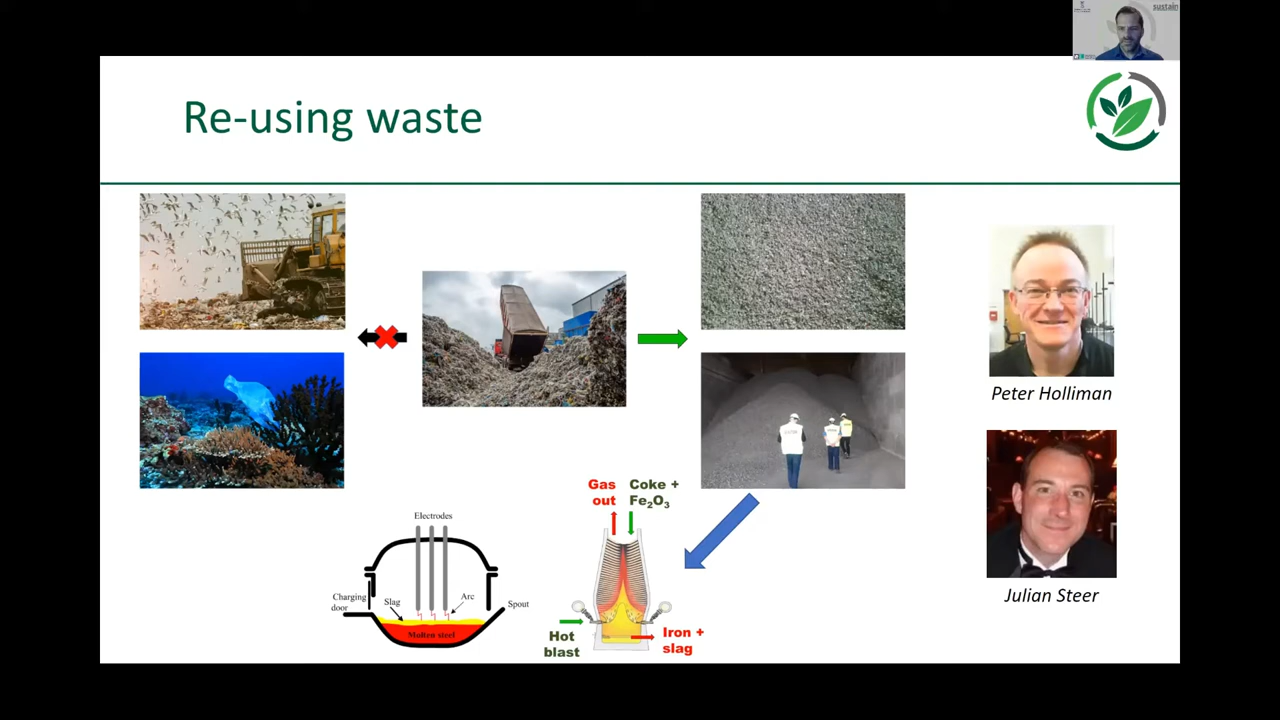 sustain
Re-using waste
Peter Holliman
Julian Steer
Gas
out
Coke +
Fe₂O₃
Hot
blast
Iron +
slag
Electrodes
Charging
door
Slag
Arc
Spout
Molten steel